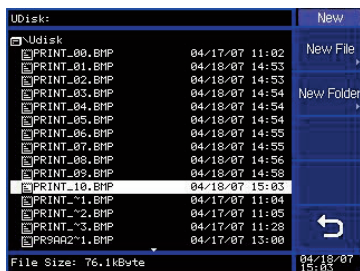 UDisk:
New
\Udisk
PRINT_00.BMP 04/17/07 11:02
PRINT_01.BMP 04/18/07 14:53
PRINT_02.BMP 04/18/07 14:53
PRINT_03.BMP 04/18/07 14:54
PRINT_04.BMP 04/18/07 14:54
PRINT_05.BMP 04/18/07 14:54
PRINT_06.BMP 04/18/07 14:55
PRINT_07.BMP 04/18/07 14:55
PRINT_08.BMP 04/18/07 14:56
PRINT_09.BMP 04/18/07 14:58
PRINT_10.BMP 04/18/07 15:03
PRINT_~1.BMP 04/17/07 11:04
PRINT_~2.BMP 04/17/07 11:05
PRINT_~3.BMP 04/17/07 11:28
PR9AA2~1.BMP 04/17/07 13:00
File Size: 76.1kByte
New File
New Folder
04/18/07
15:03